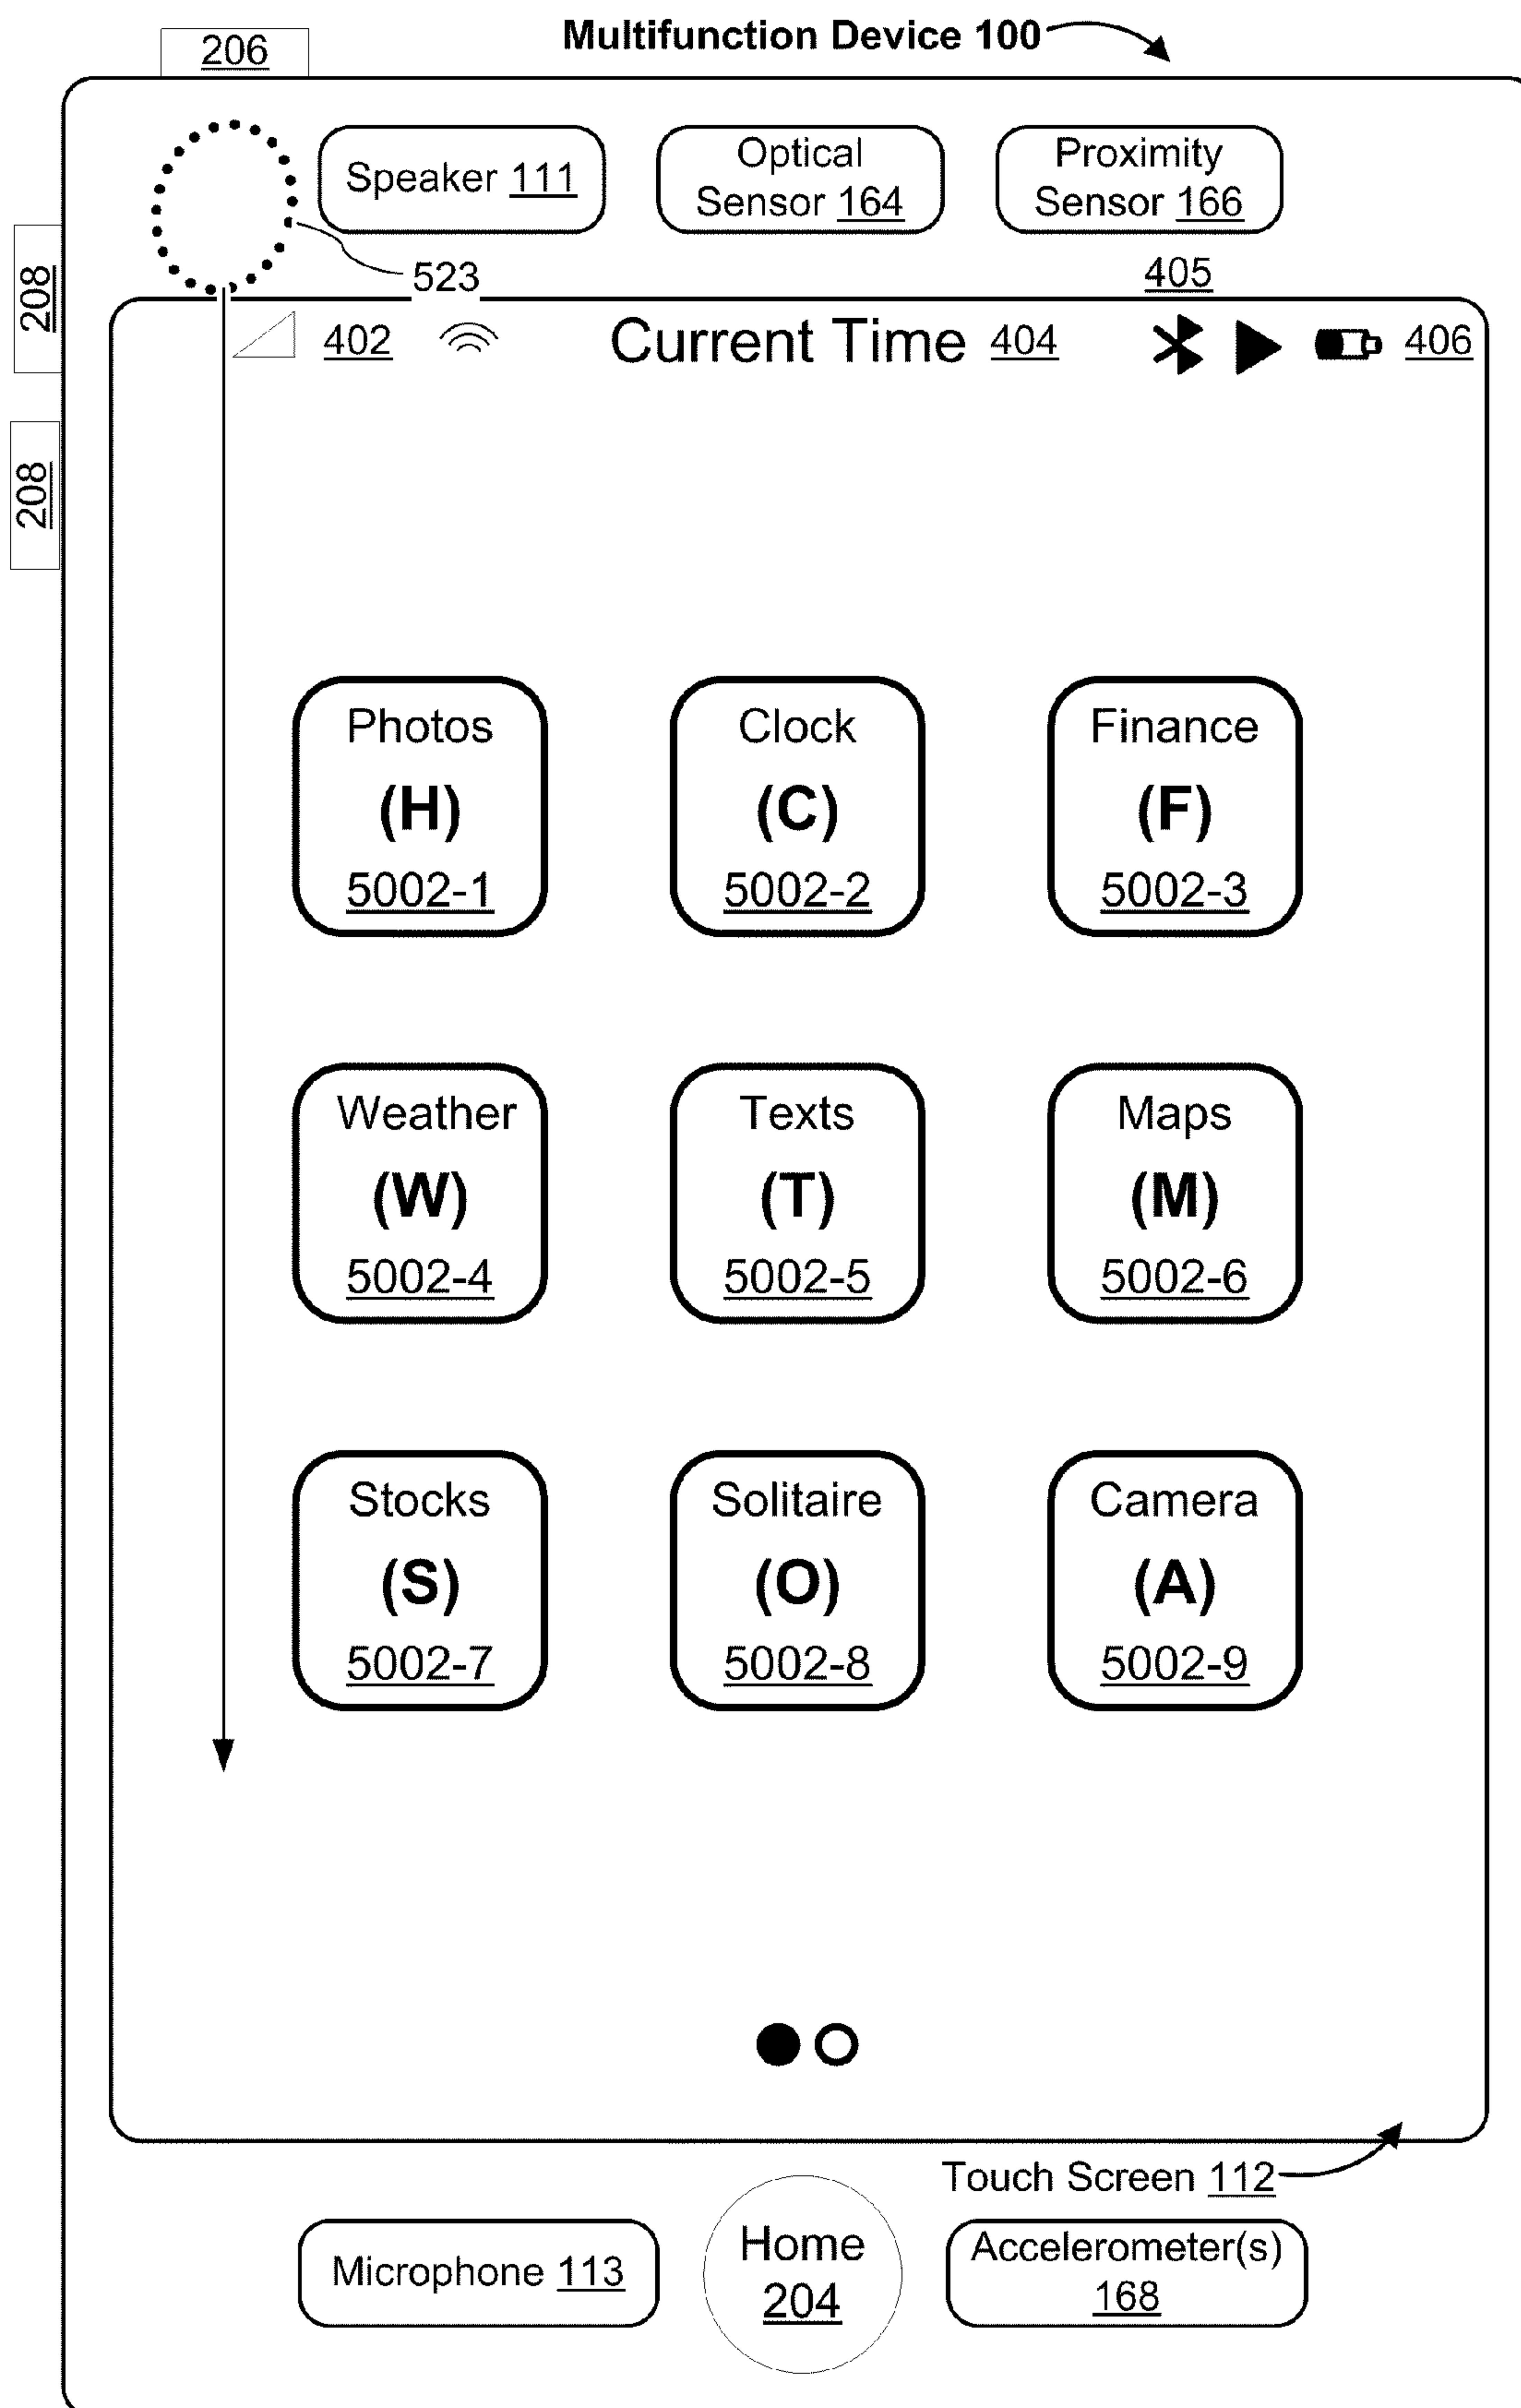 Multifunction Device 100
206
Speaker 111
Optical
Sensor 164
Proximity
Sensor 166
208
523
405
402
Current Time 404
406
208
Photos
(H)
5002-1
Clock
(C)
5002-2
Finance
(F)
5002-3
Weather
(W)
5002-4
Texts
(T)
5002-5
Maps
(M)
5002-6
Stocks
(S)
5002-7
Solitaire
(O)
5002-8
Camera
(A)
5002-9
Touch Screen 112
Microphone 113
Home
204
Accelerometer(s)
168